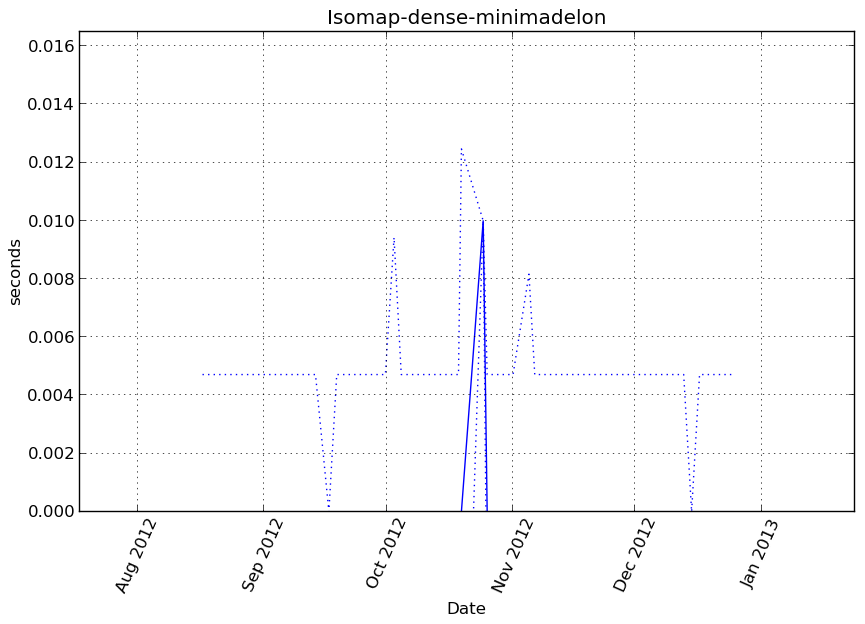 Isomap-dense-minimadelon
0.016
0.014
0.012
0.010
0.008
0.006
0.004
0.002
0.000
seconds
Aug 2012
Sep 2012
Oct 2012
Nov 2012
Dec 2012
Jan 2013
Date